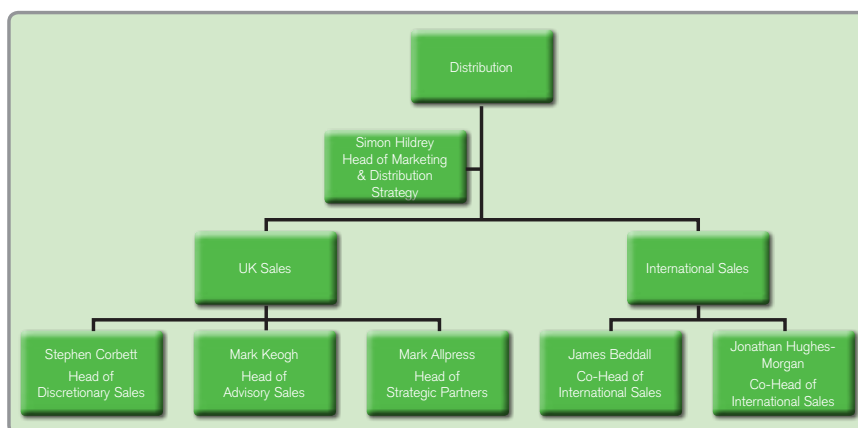 Distribution
Simon Hildrey
Head of Marketing
& Distribution
Strategy
UK Sales
International Sales
Stephen Corbett
Head of
Discretionary Sales
Mark Keogh
Head of
Advisory Sales
Mark Allpress
Head of
Strategic Partners
James Beddall
Co-Head of
International Sales
Jonathan Hughes-
Morgan
Co-Head of
International Sales